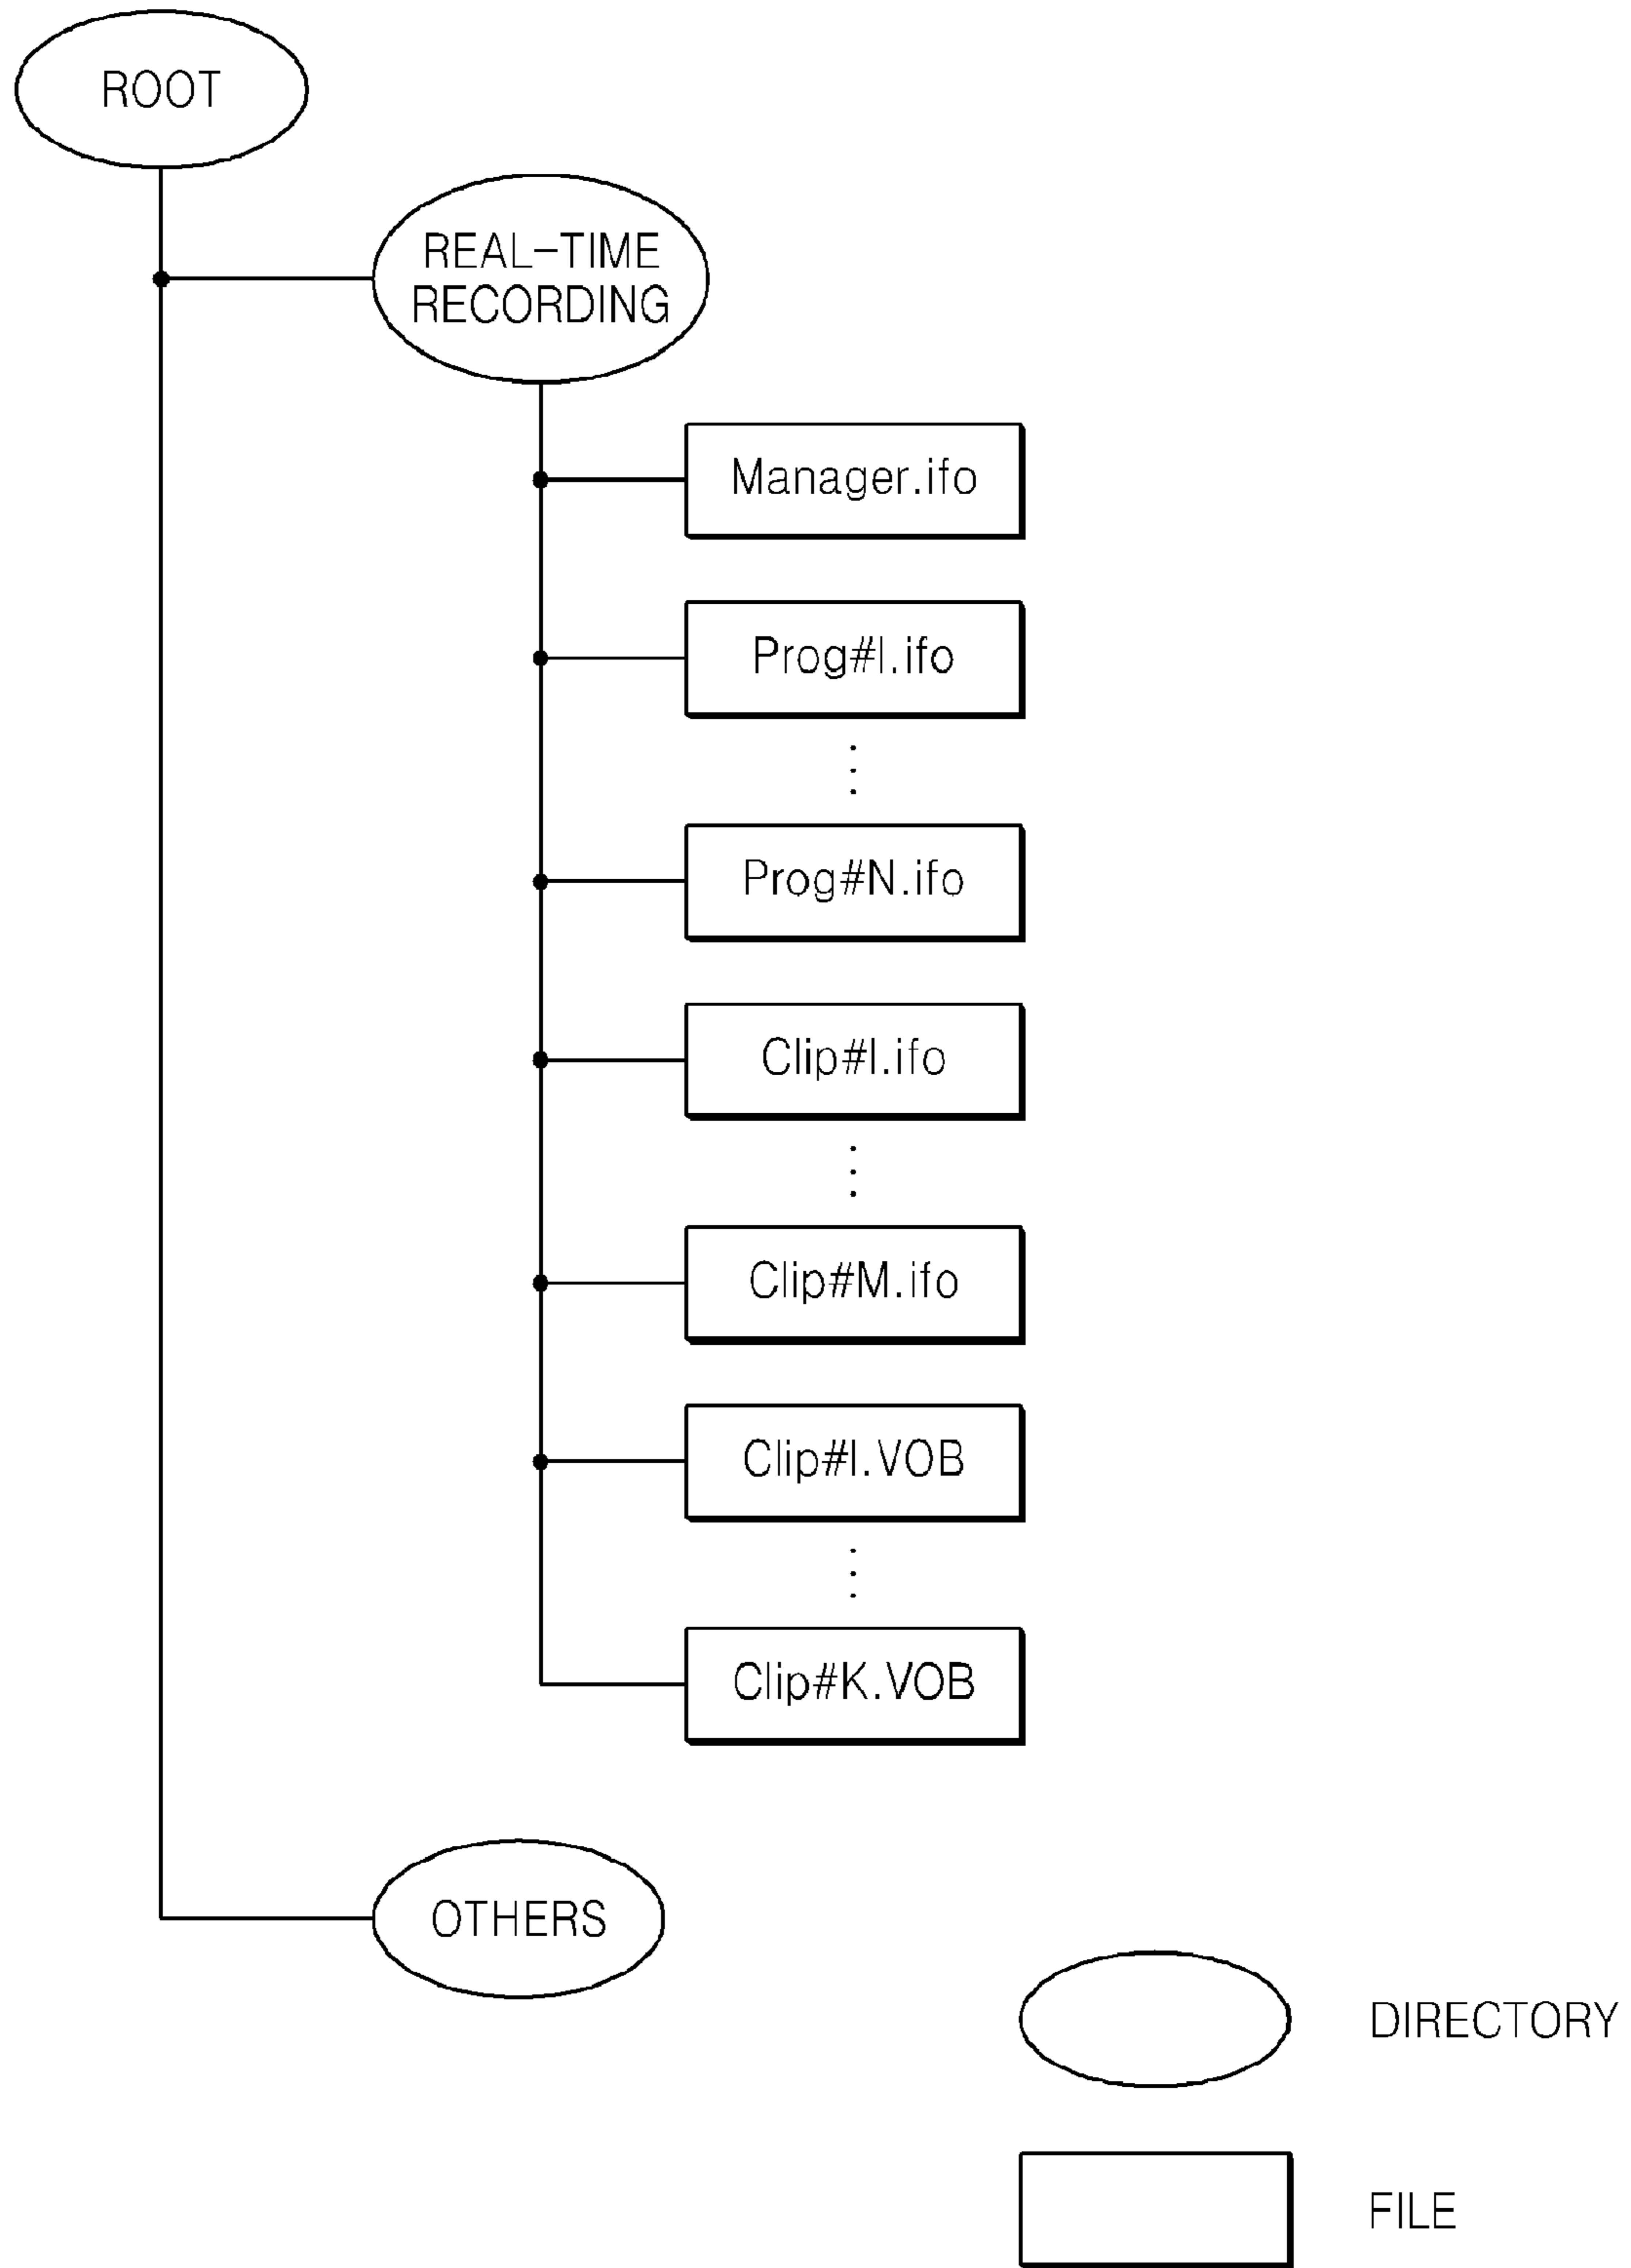 ROOT
REAL-TIME
RECORDING
Manager.ifo
Prog#I.ifo
Prog#N.ifo
Clip#I.ifo
Clip#M.ifo
Clip#I.VOB
Clip#K.VOB
OTHERS
DIRECTORY
FILE